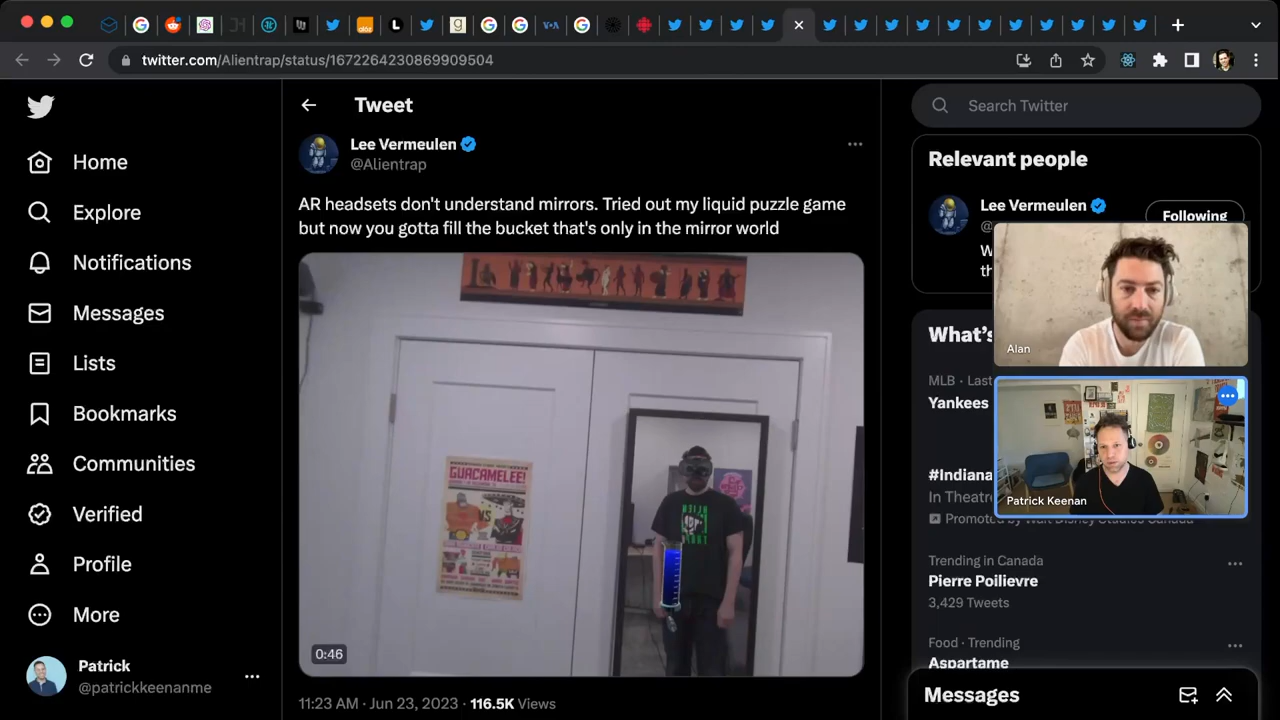 twitter.com/Alientrap/status/1672264230869909504
Home
Explore
Notifications
Messages
Lists
Bookmarks
Communities
Verified
Profile
More
Patrick
@patrickkeenanme
Tweet
Lee Vermeulen
@Alientrap
AR headsets don't understand mirrors. Tried out my liquid puzzle game
but now you gotta fill the bucket that's only in the mirror world
GUACAMELEE!
VS
0:46
11:23 AM · Jun 23, 2023 · 116.5K Views
Search Twitter
Relevant people
Lee Vermeulen
Following
Alan
Patrick Keenan
What's
MLB · Last
Yankees
#Indiana
In Theatre
Promoted by Walt Disney Studios Canada
Trending in Canada
Pierre Poilievre
3,429 Tweets
Food · Trending
Aspartame
Messages